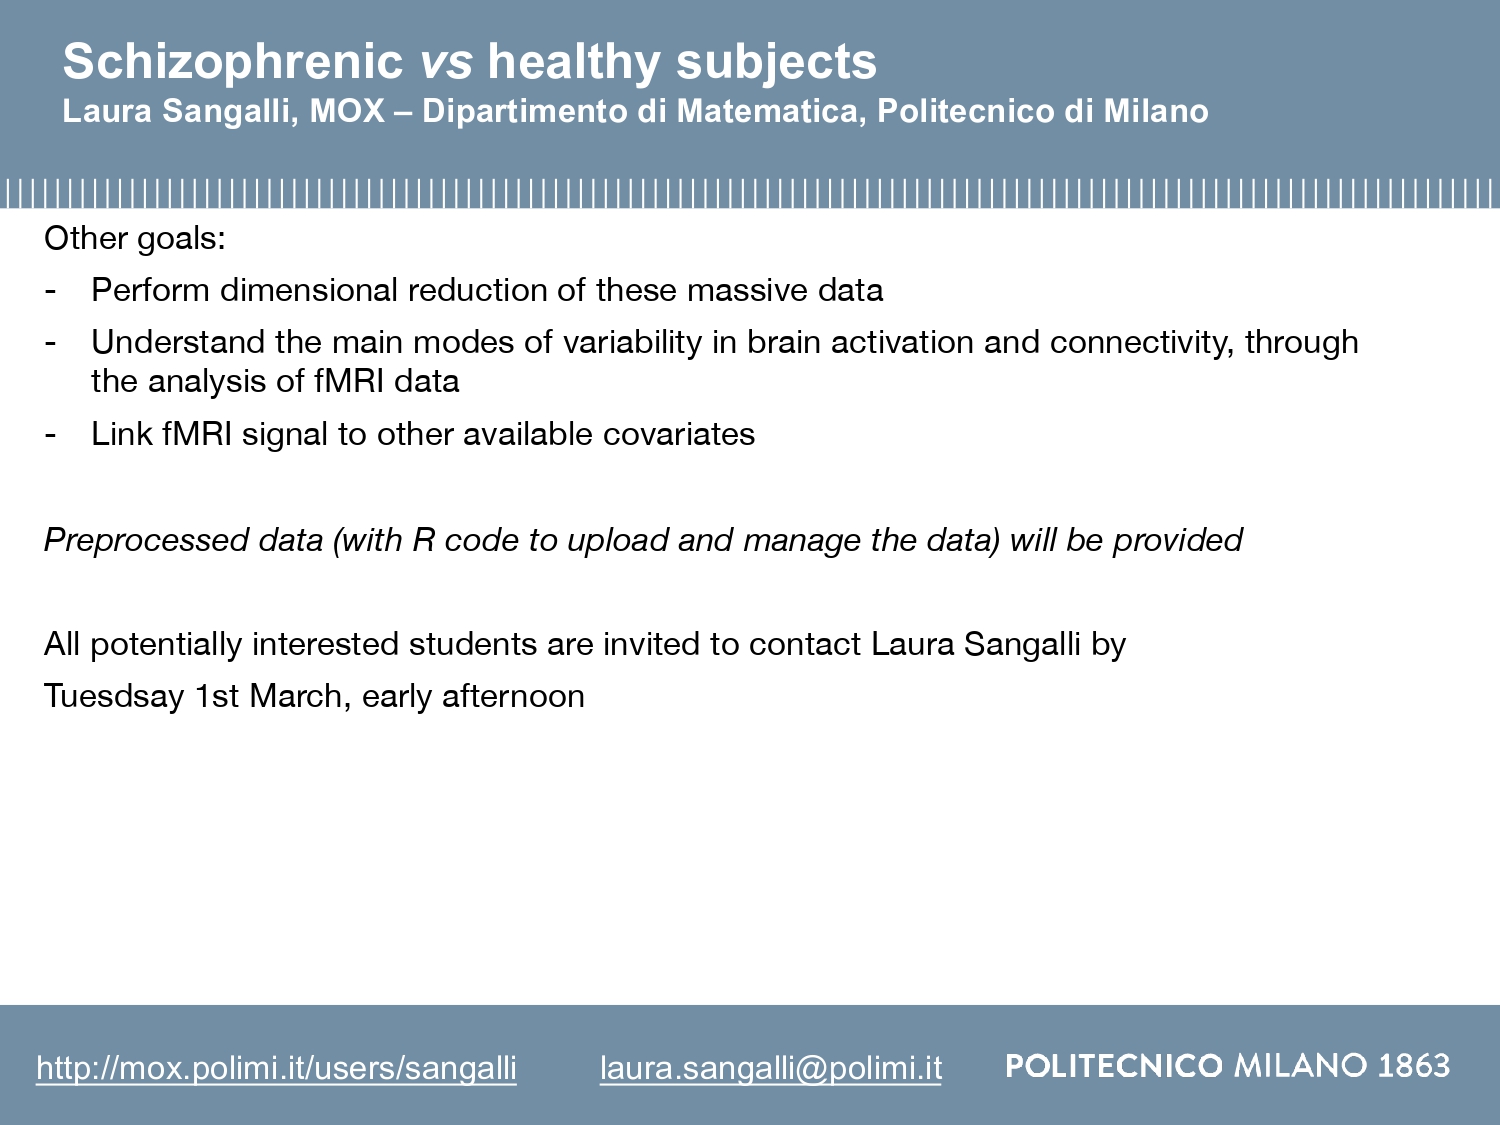 Schizophrenic vs healthy subjects
Laura Sangalli, MOX – Dipartimento di Matematica, Politecnico di Milano
Other goals:
- Perform dimensional reduction of these massive data
- Understand the main modes of variability in brain activation and connectivity, through
the analysis of fMRI data
- Link fMRI signal to other available covariates
Preprocessed data (with R code to upload and manage the data) will be provided
All potentially interested students are invited to contact Laura Sangalli by
Tuesdsay 1st March, early afternoon
http://mox.polimi.it/users/sangalli laura.sangalli@polimi.it POLITECNICO MILANO 1863